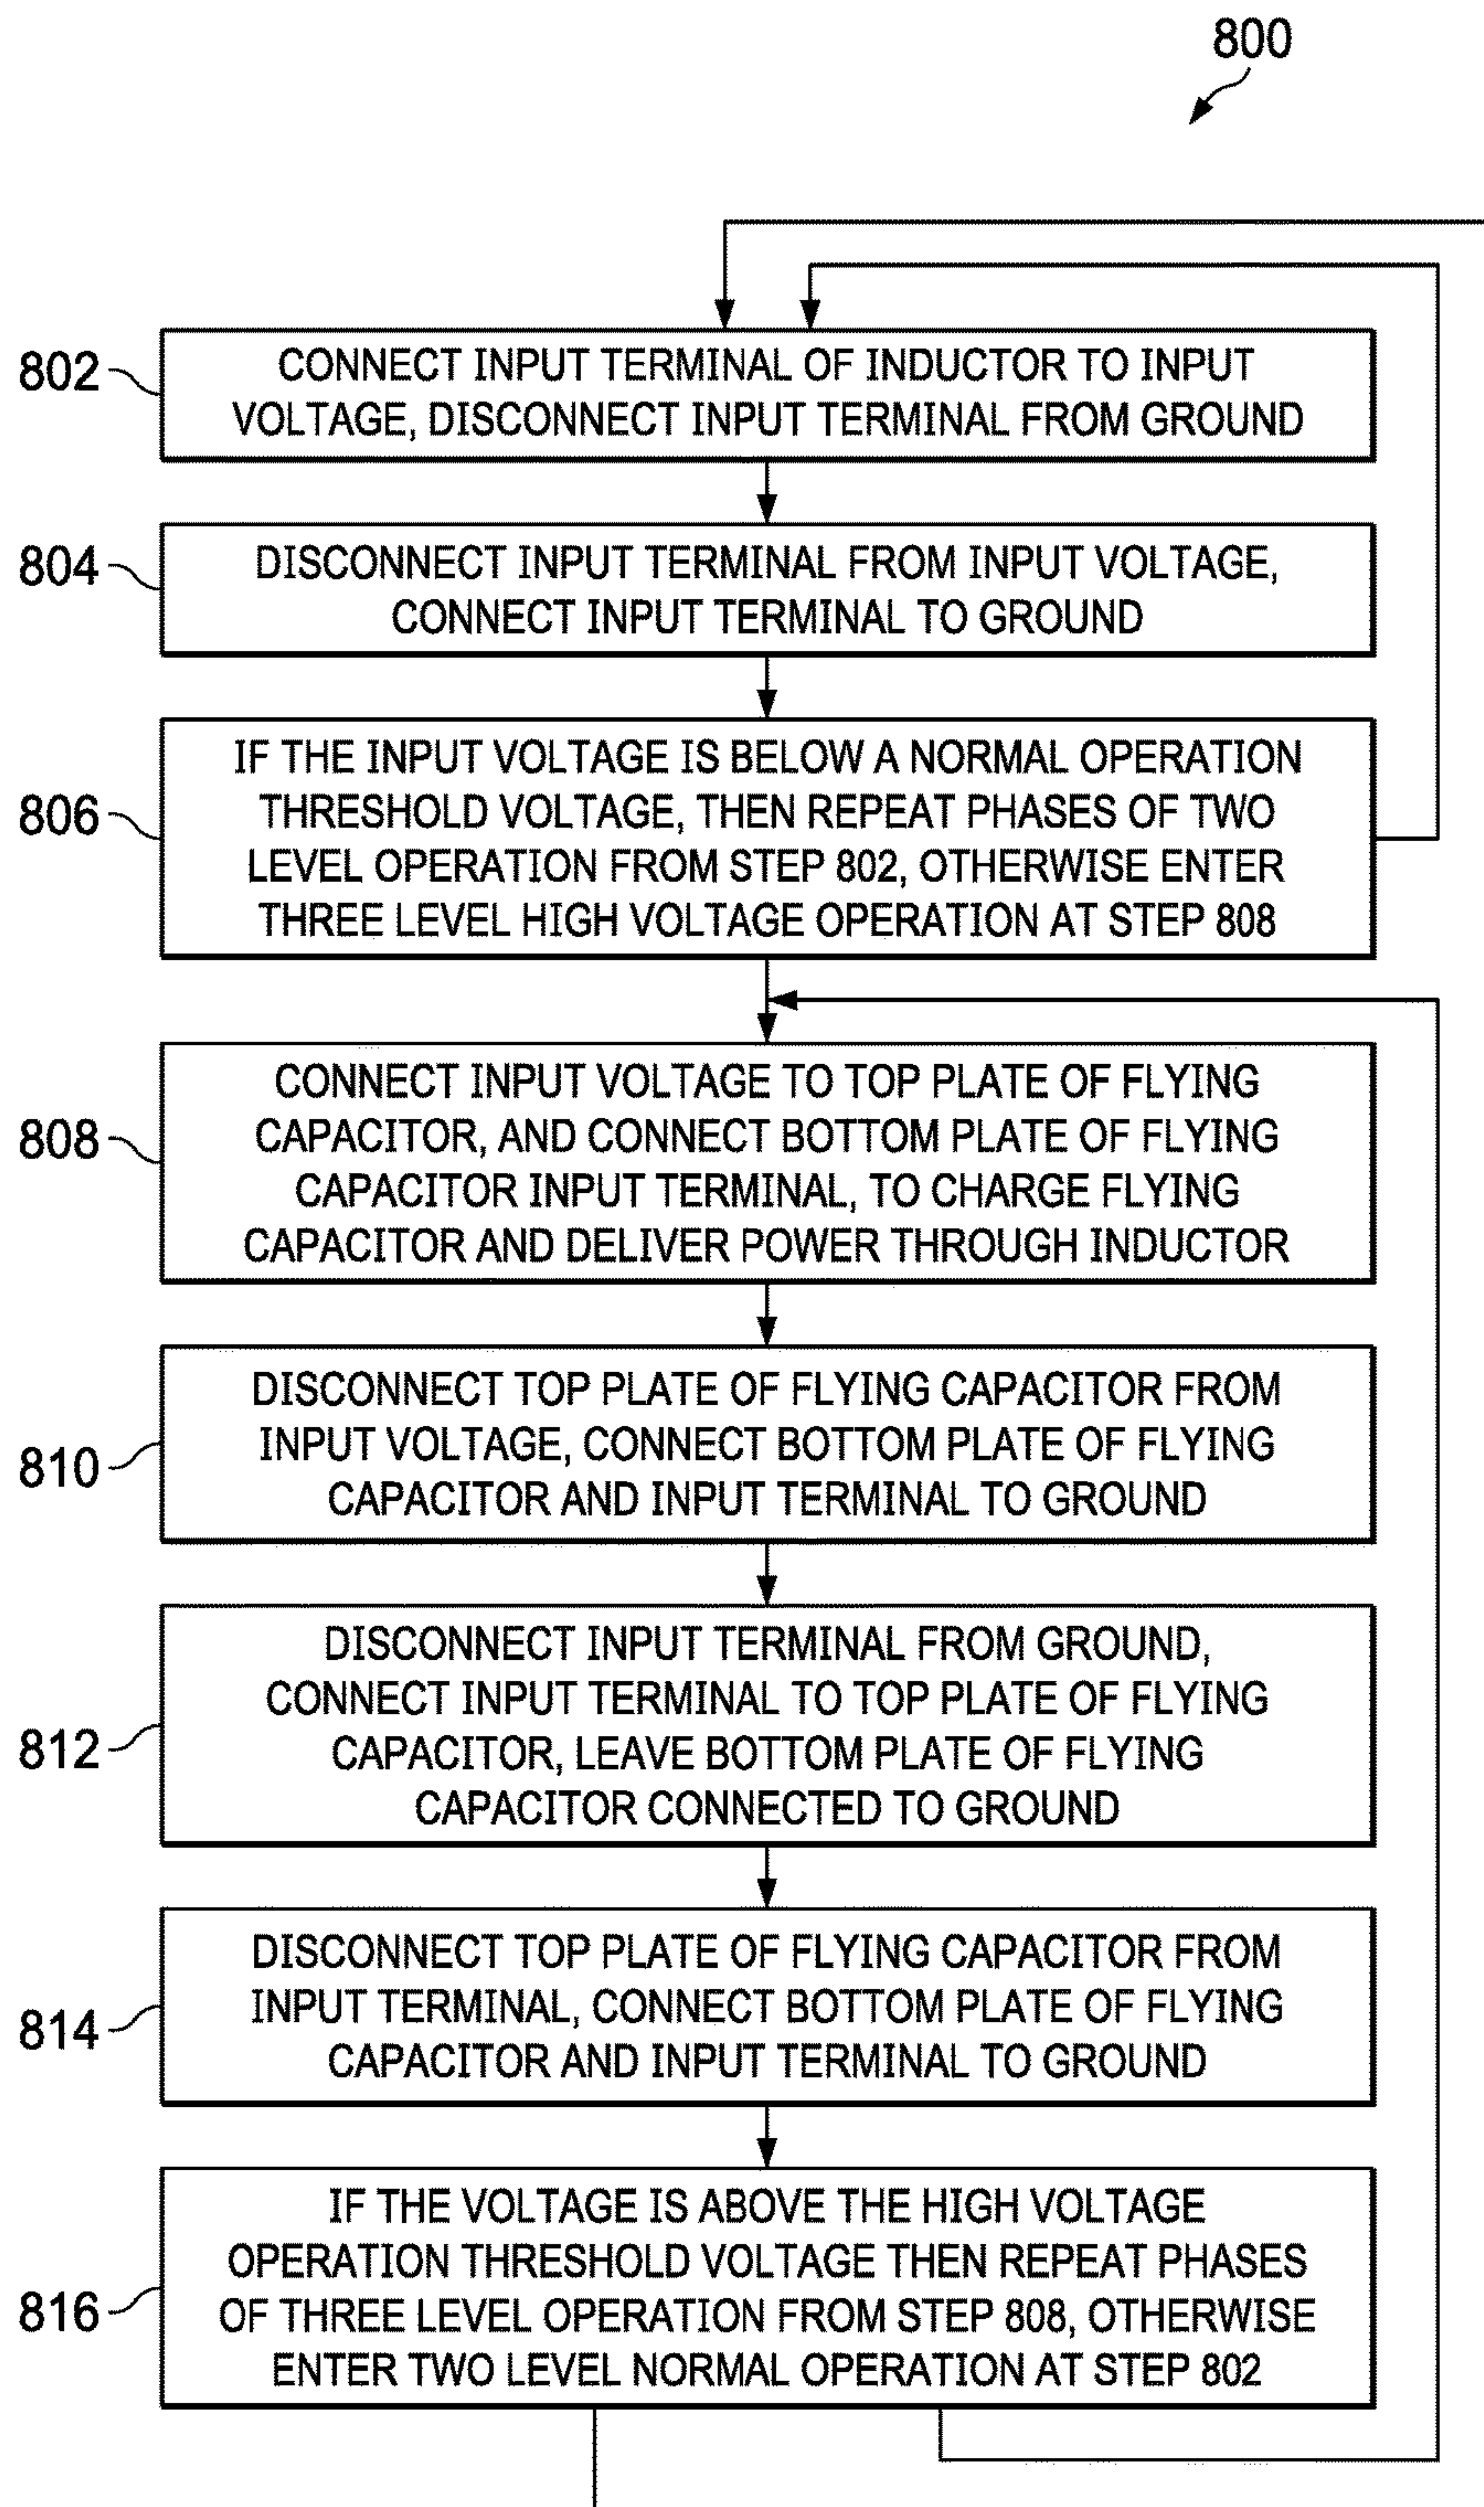 800
802
CONNECT INPUT TERMINAL OF INDUCTOR TO INPUT
VOLTAGE, DISCONNECT INPUT TERMINAL FROM GROUND
804
DISCONNECT INPUT TERMINAL FROM INPUT VOLTAGE,
CONNECT INPUT TERMINAL TO GROUND
806
IF THE INPUT VOLTAGE IS BELOW A NORMAL OPERATION
THRESHOLD VOLTAGE, THEN REPEAT PHASES OF TWO
LEVEL OPERATION FROM STEP 802, OTHERWISE ENTER
THREE LEVEL HIGH VOLTAGE OPERATION AT STEP 808
808
CONNECT INPUT VOLTAGE TO TOP PLATE OF FLYING
CAPACITOR, AND CONNECT BOTTOM PLATE OF FLYING
CAPACITOR INPUT TERMINAL, TO CHARGE FLYING
CAPACITOR AND DELIVER POWER THROUGH INDUCTOR
810
DISCONNECT TOP PLATE OF FLYING CAPACITOR FROM
INPUT VOLTAGE, CONNECT BOTTOM PLATE OF FLYING
CAPACITOR AND INPUT TERMINAL TO GROUND
812
DISCONNECT INPUT TERMINAL FROM GROUND,
CONNECT INPUT TERMINAL TO TOP PLATE OF FLYING
CAPACITOR, LEAVE BOTTOM PLATE OF FLYING
CAPACITOR CONNECTED TO GROUND
814
DISCONNECT TOP PLATE OF FLYING CAPACITOR FROM
INPUT TERMINAL, CONNECT BOTTOM PLATE OF FLYING
CAPACITOR AND INPUT TERMINAL TO GROUND
816
IF THE VOLTAGE IS ABOVE THE HIGH VOLTAGE
OPERATION THRESHOLD VOLTAGE THEN REPEAT PHASES
OF THREE LEVEL OPERATION FROM STEP 808, OTHERWISE
ENTER TWO LEVEL NORMAL OPERATION AT STEP 802